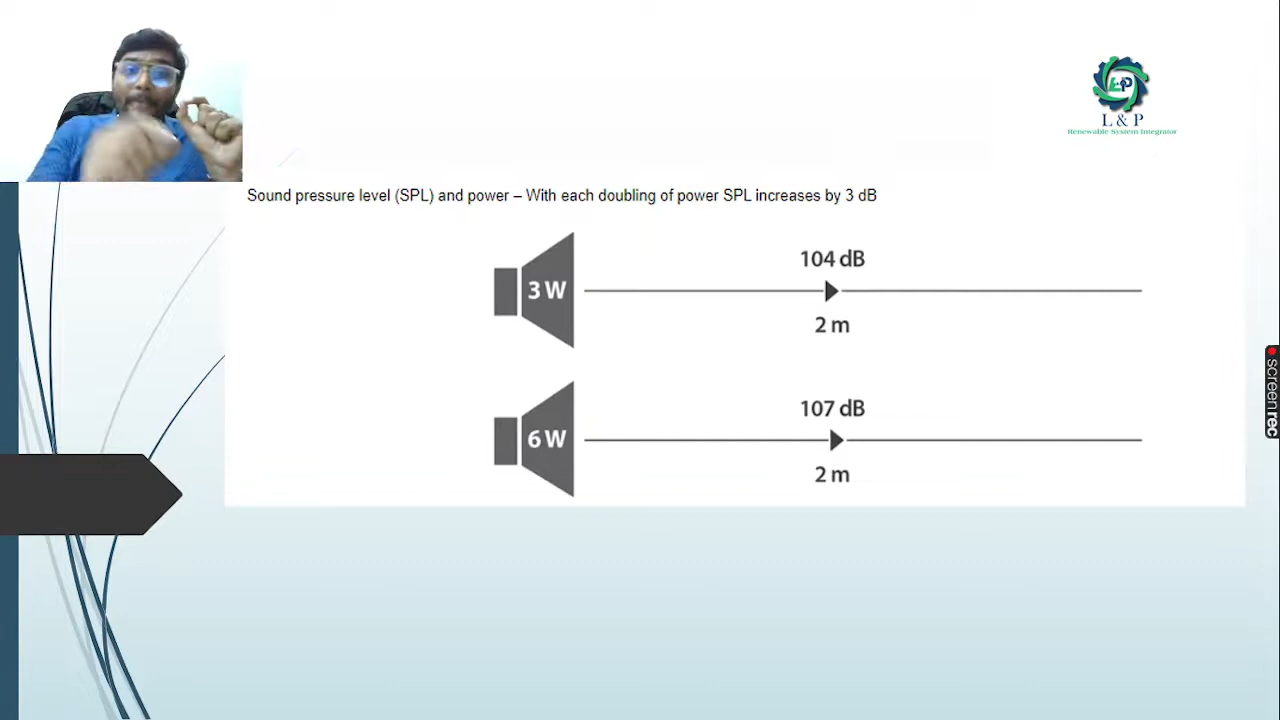 L & P
Renewable System Integrator
Sound pressure level (SPL) and power – With each doubling of power SPL increases by 3 dB
104 dB
3 W
2 m
107 dB
6 W
2 m
screenrec